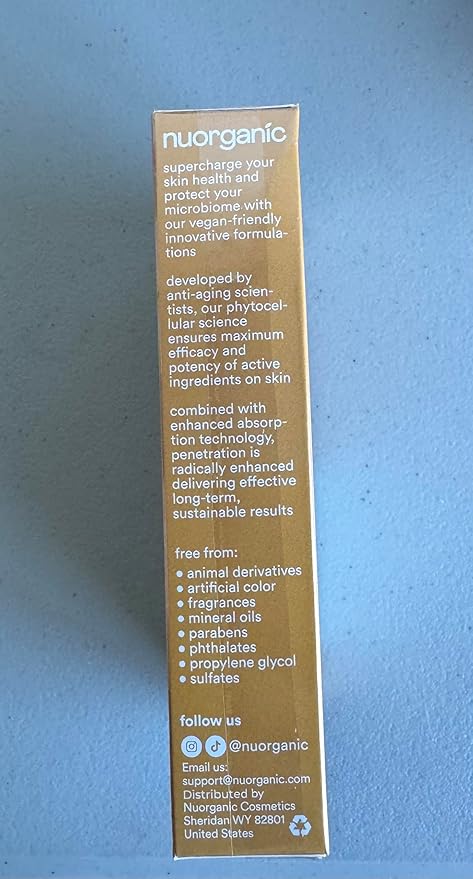 nuorganic
supercharge your
skin health and
protect your
microbiome with
our vegan-friendly
innovative formula-
tions
developed by
anti-aging scien-
tists, our phytocel-
lular science
ensures maximum
efficacy and
potency of active
ingredients on skin
combined with
enhanced absorp-
tion technology,
penetration is
radically enhanced
delivering effective
long-term,
sustainable results
free from:
• animal derivatives
• artificial color
• fragrances
• mineral oils
• parabens
• phthalates
• propylene glycol
• sulfates
follow us
@nuorganic
Email us:
support@nuorganic.com
Distributed by
Nuorganic Cosmetics
Sheridan WY 82801
United States